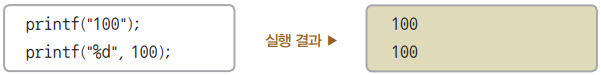 printf("100");
printf("%d", 100);
실행 결과 ▶
100
100